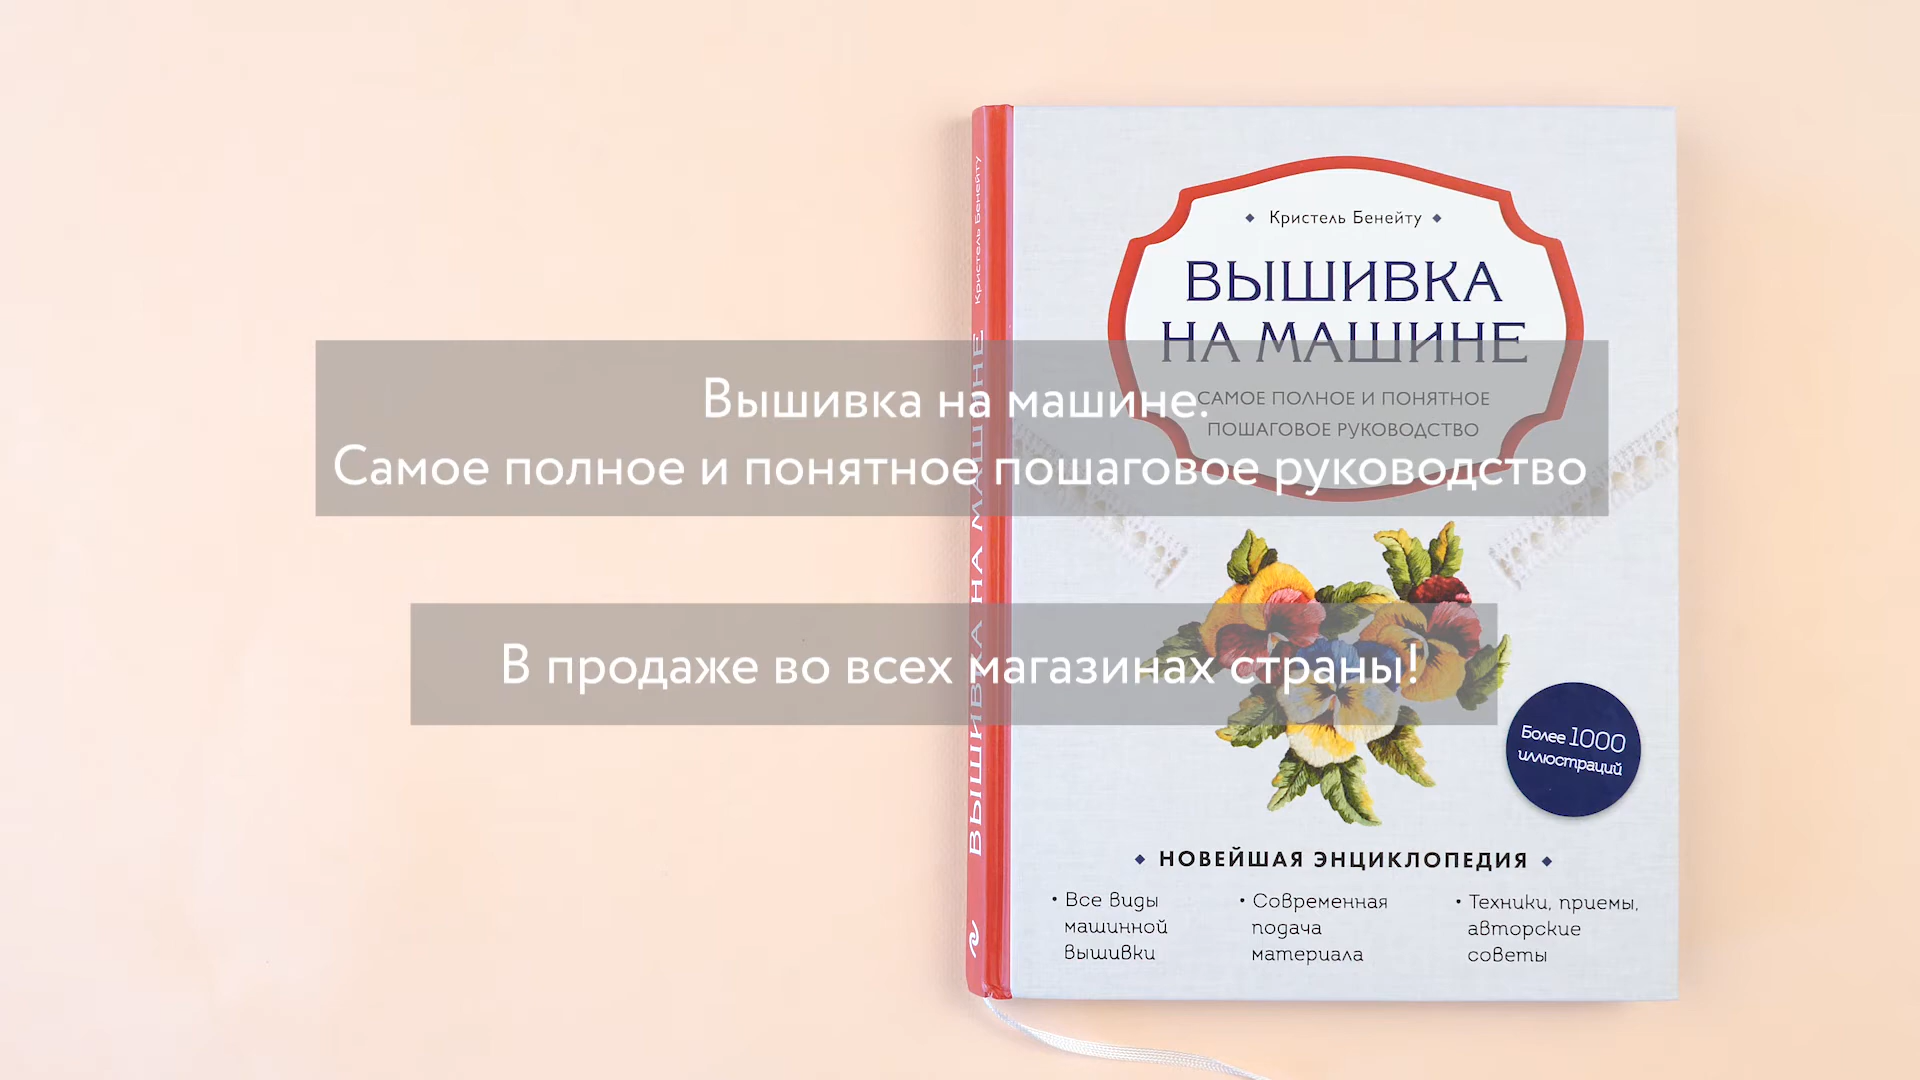 Вышивка на машине.
Самое полное и понятное пошаговое руководство
В продаже во всех магазинах страны!
Кристель Бенейту
ВЫШИВКА НА МАШИНЕ
Кристель Бенейту
ВЫШИВКА
НА МАШИНЕ
САМОЕ ПОЛНОЕ И ПОНЯТНОЕ
ПОШАГОВОЕ РУКОВОДСТВО
Более 1000
иллюстраций
НОВЕЙШАЯ ЭНЦИКЛОПЕДИЯ
• Все виды
машинной
вышивки
• Современная
подача
материала
• Техники, приемы,
авторские
советы